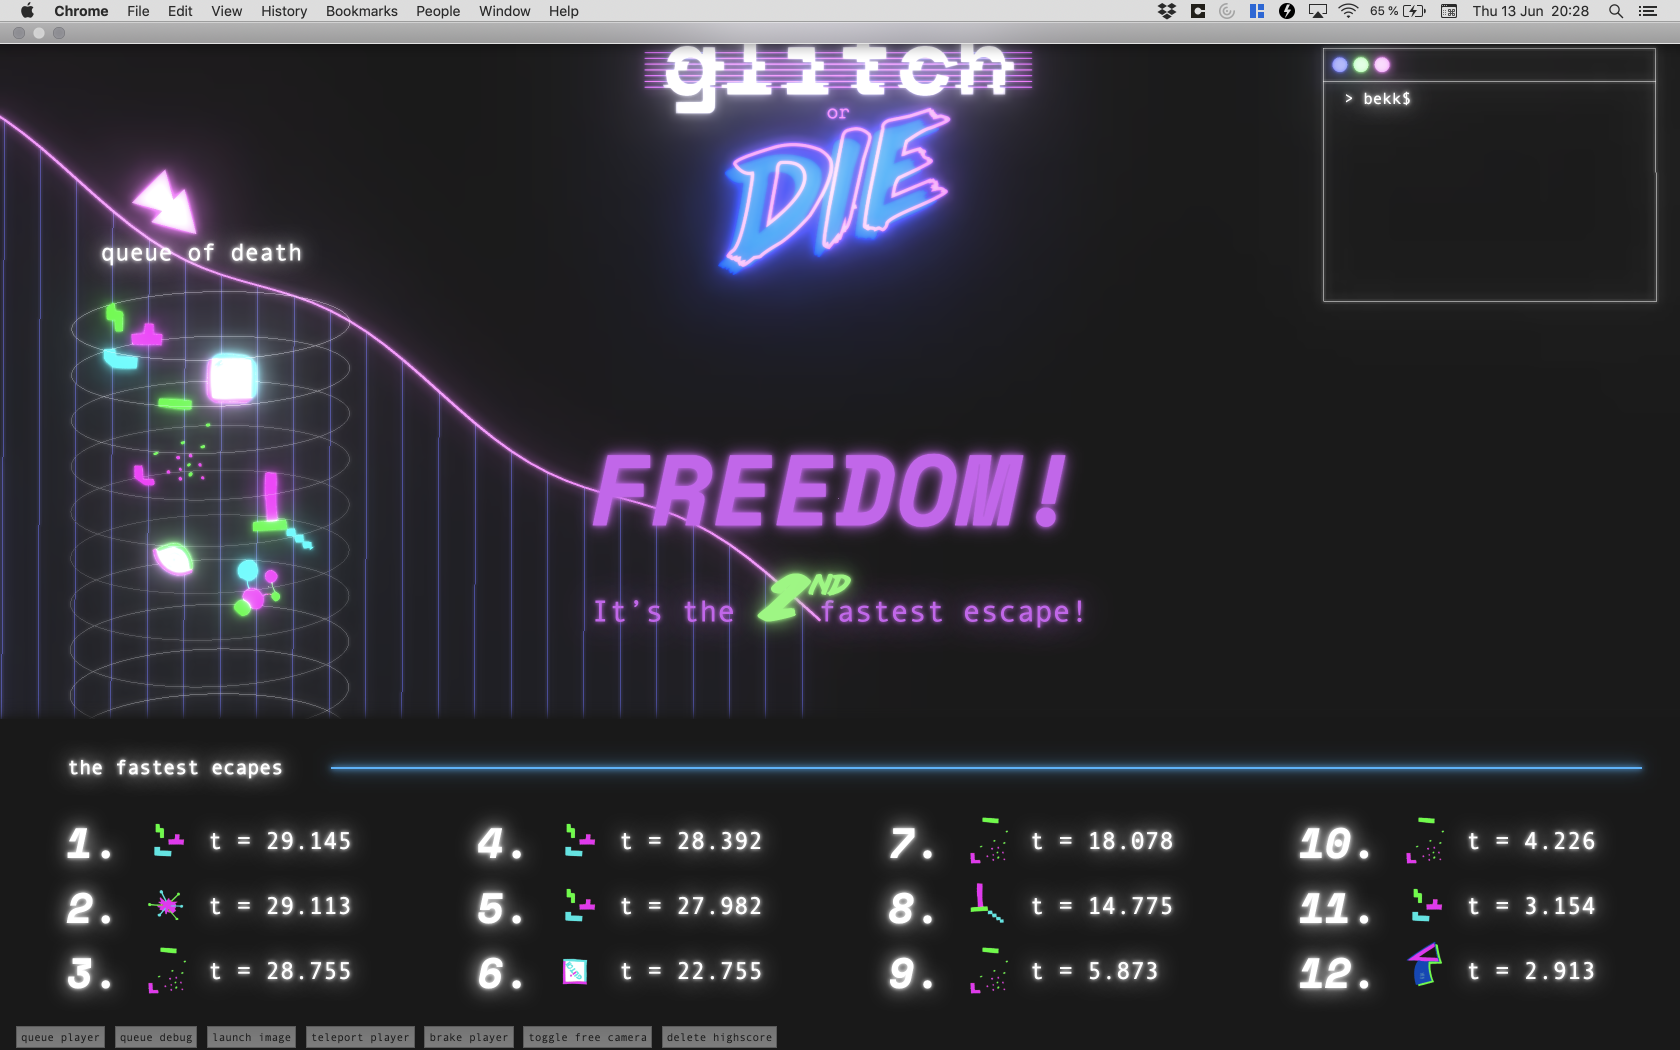 Chrome File Edit View History Bookmarks People Window Help 65 % Thu 13 Jun 20:28
glitch
or
DIE
> bekk$
queue of death
FREEDOM!
It's the 2ND fastest escape!
the fastest ecapes
1. t = 29.145
2. t = 29.113
3. t = 28.755
4. t = 28.392
5. t = 27.982
6. t = 22.755
7. t = 18.078
8. t = 14.775
9. t = 5.873
10. t = 4.226
11. t = 3.154
12. t = 2.913
queue player queue debug launch image teleport player brake player toggle free camera delete highscore